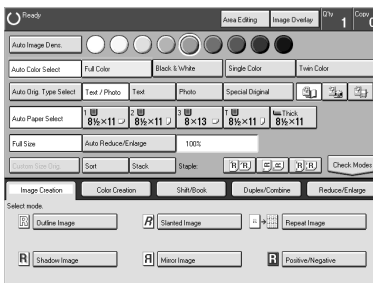 Ready Area Editing Image Overlay Q'ty 1 Copy
Auto Image Dens.
Auto Color Select Full Color Black & White Single Color Twin Color
Auto Orig. Type Select Text / Photo Text Photo Special Original
Auto Paper Select 1 8½×11 2 8½×11 3 8×13 T 8½×11 Thick 8½×11
Full Size Auto Reduce/Enlarge 100%
Custom Size Orig. Sort Stack Staple: Check Modes
Image Creation Color Creation Shift/Book Duplex/Combine Reduce/Enlarge
Select mode.
R Outline Image R Slanted Image Repeat Image
R Shadow Image R Mirror Image R Positive/Negative